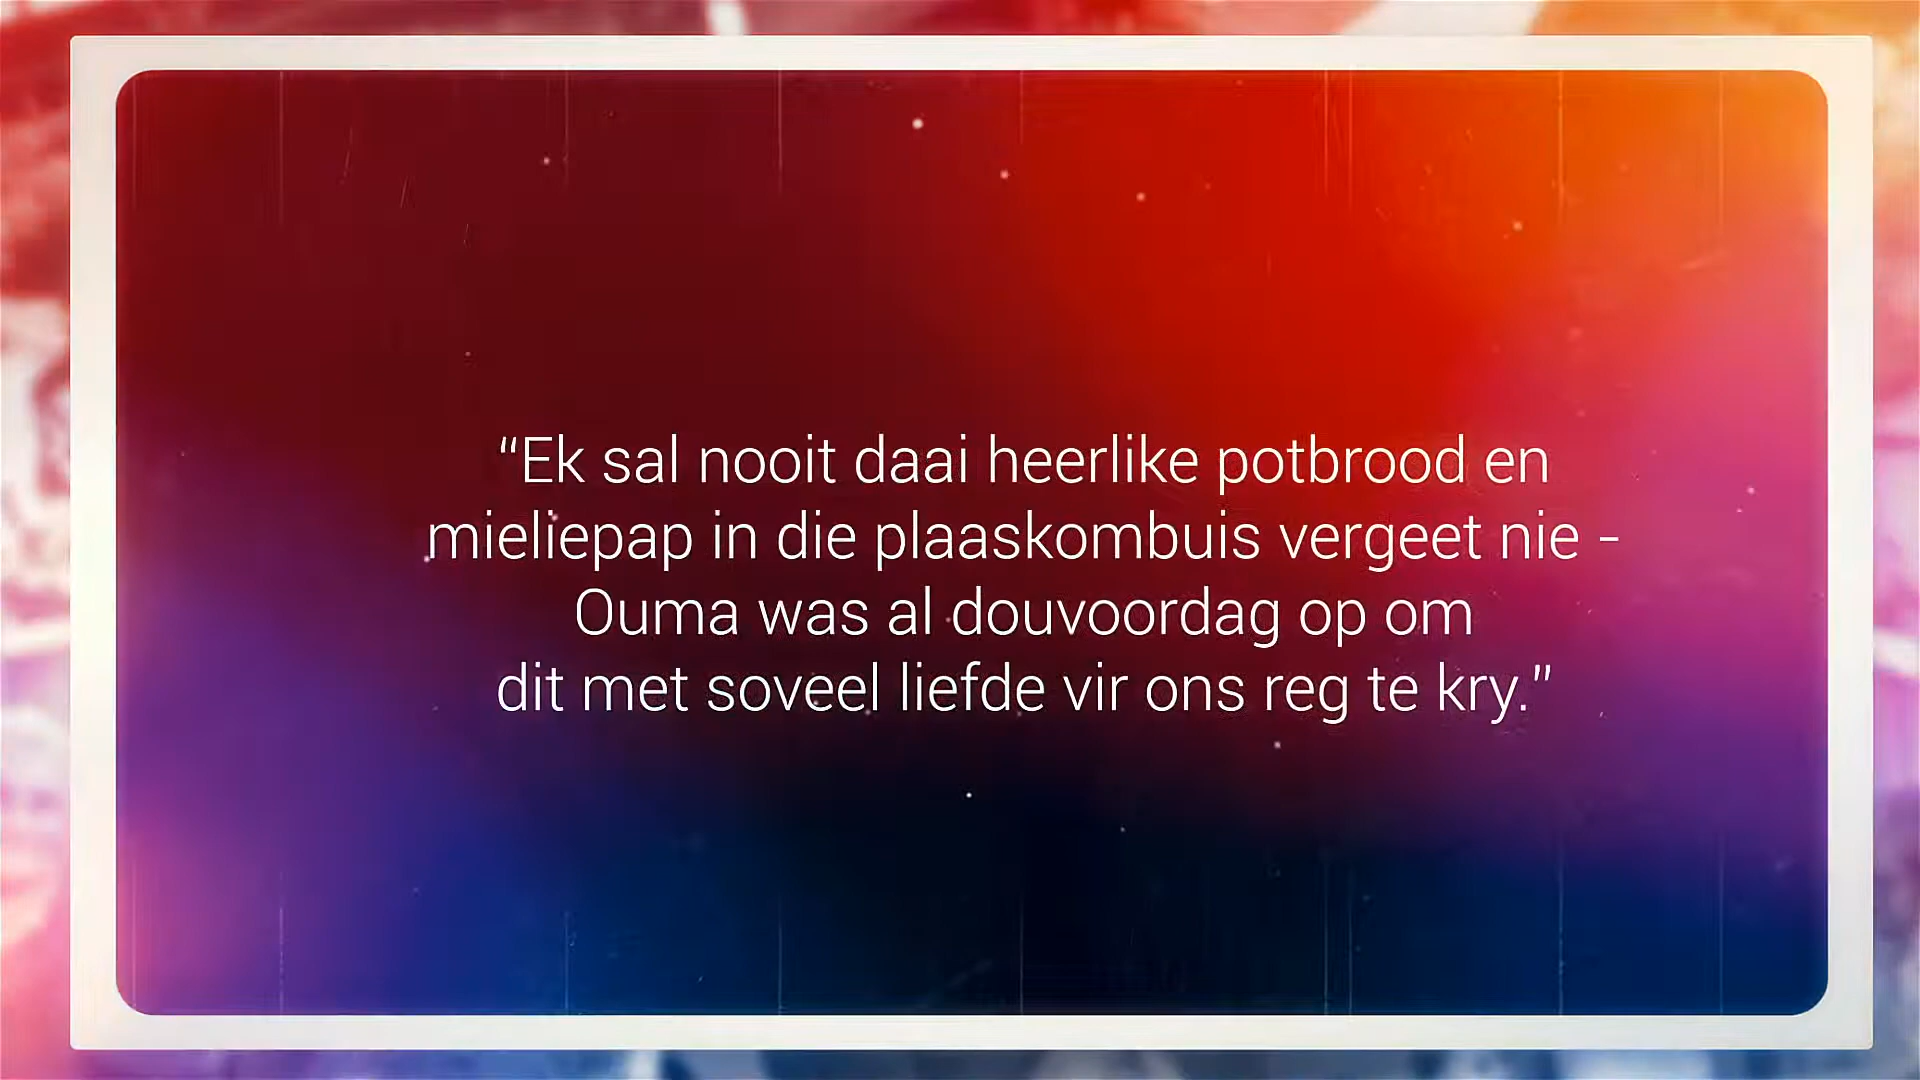 “Ek sal nooit daai heerlike potbrood en
mieliepap in die plaaskombuis vergeet nie -
Ouma was al douvoordag op om
dit met soveel liefde vir ons reg te kry.”